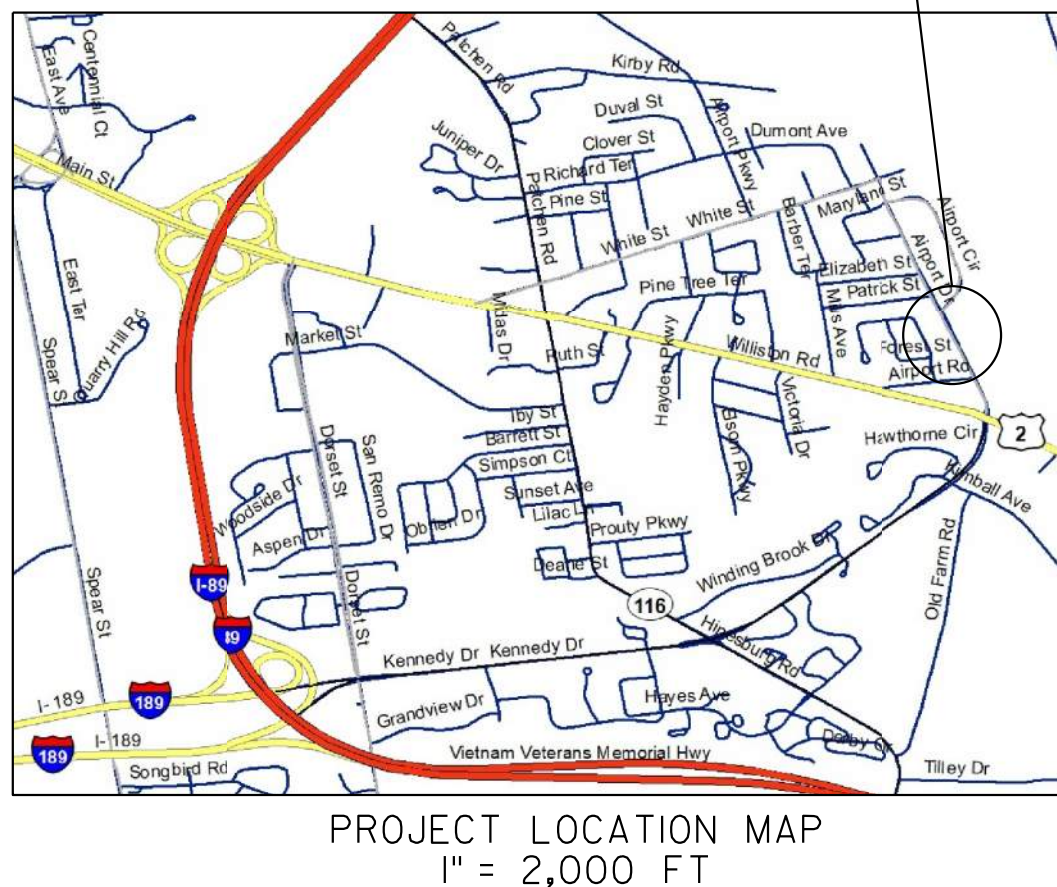 Centennial Ct
East Ave
Patchen Rd
Kirby Rd
Airport Pkwy
Duval St
Dumont Ave
Juniper Dr
Clover St
Main St
Richard Ter
Pine St
Patchen Rd
Maryland St
White St
White St
Barber Ter
Airport Cir
Airport Dr
East Ter
Elizabeth St
Patrick St
Pine Tree Ter
Mills Ave
Quarry Hill Rd
Market St
Midas Dr
Williston Rd
Forest St
Spear S
Ruth St
Hayden Pkwy
Airport Rd
Victoria Dr
Iby St
2
Barrett St
Elsom Pkwy
Hawthorne Cir
Dorset St
San Remo Dr
Simpson Ct
Kimball Ave
Woodside Dr
Sunset Ave
Obrien Dr
Lilac L
Aspen Dr
Prouty Pkwy
Deane St
Winding Brook Dr
Old Farm Rd
Spear St
I-89
Dorset St
116
89
Hinesburg Rd
Kennedy Dr
Kennedy Dr
I- 189
189
Hayes Ave
Grandview Dr
I- 189
189
Derby Cir
Vietnam Veterans Memorial Hwy
Songbird Rd
Tilley Dr
PROJECT LOCATION MAP
1" = 2,000 FT